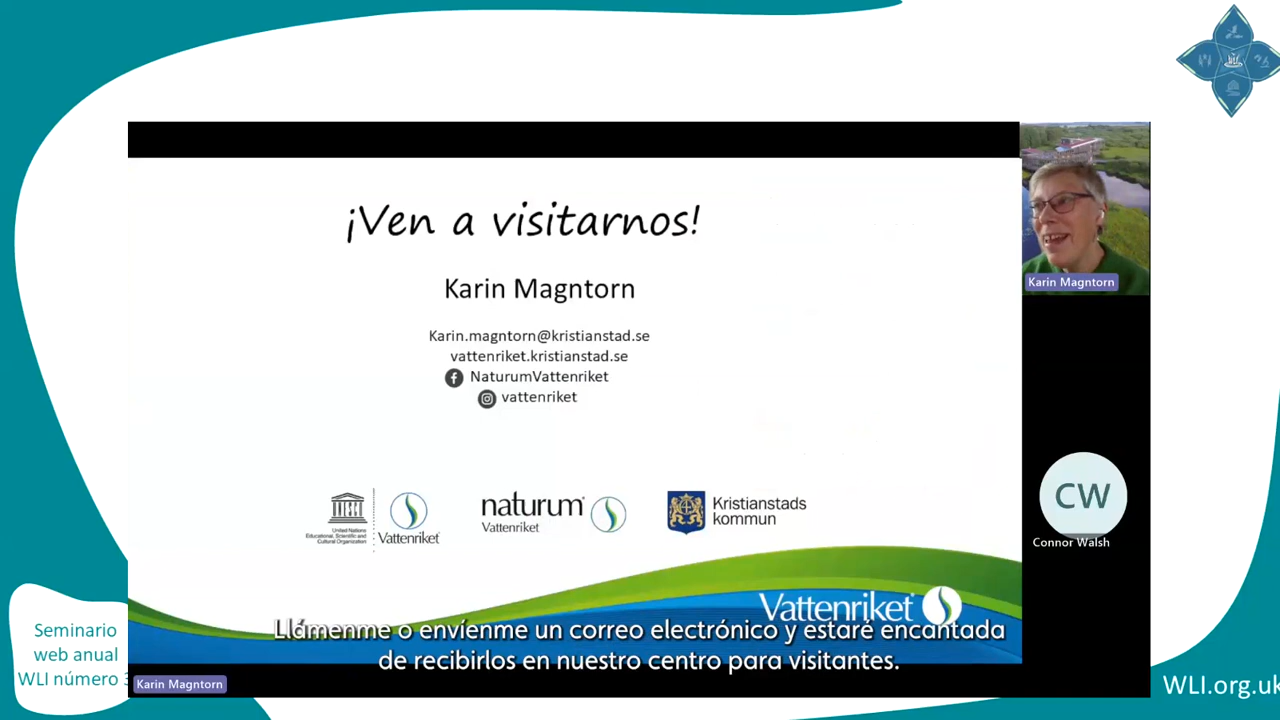 ¡Ven a visitarnos!
Karin Magntorn
Karin.magntorn@kristianstad.se
vattenriket.kristianstad.se
NaturumVattenriket
vattenriket
United Nations
Educational, Scientific and
Cultural Organization
Vattenriket
naturum
Vattenriket
Kristianstads
kommun
Vattenriket
Llámenme o envíenme un correo electrónico y estaré encantada
de recibirlos en nuestro centro para visitantes.
Karin Magntorn
Karin Magntorn
CW
Connor Walsh
Seminario
web anual
WLI número 3
WLI.org.uk